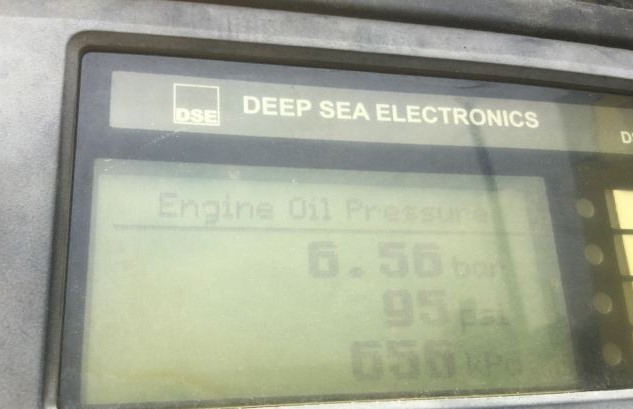 DSE DEEP SEA ELECTRONICS
Engine Oil Pressure
6.56 bar
95 psi
656 kPa